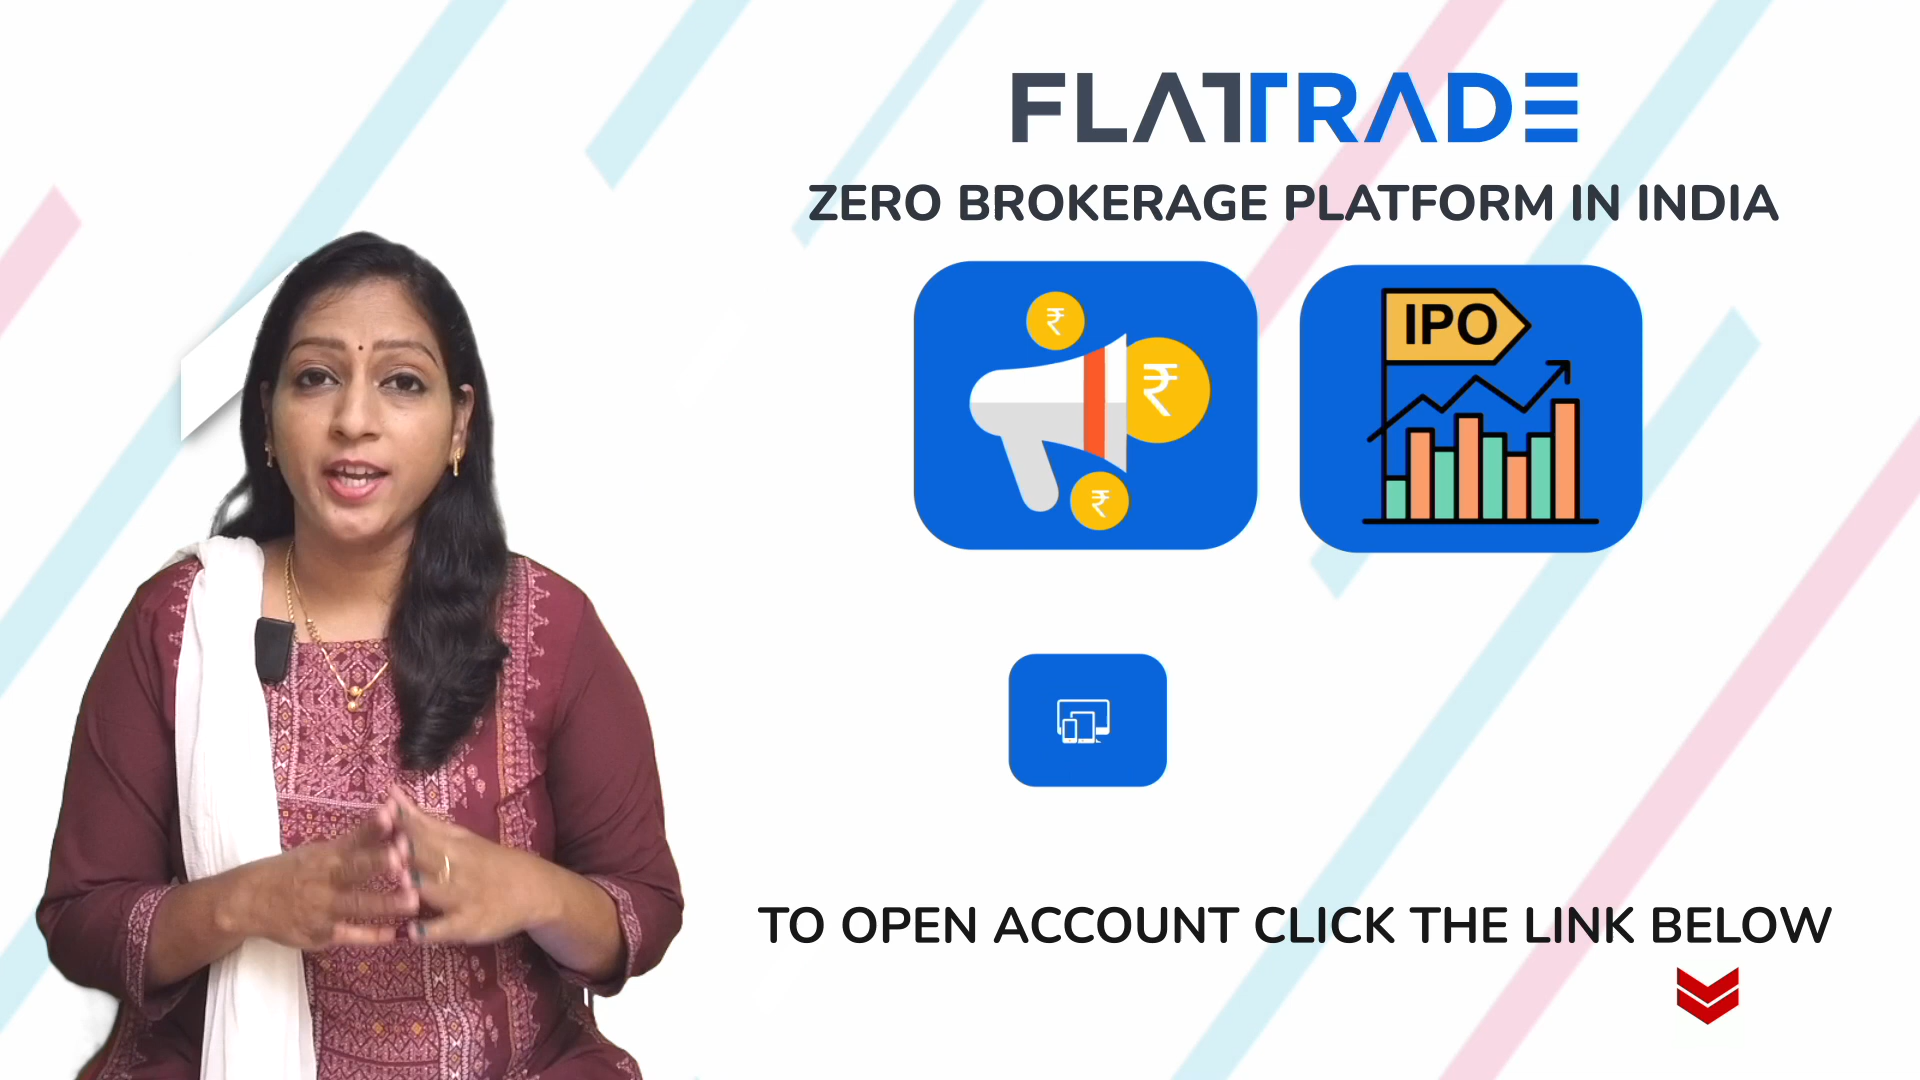 FLATTRADE
ZERO BROKERAGE PLATFORM IN INDIA
₹
₹
₹
IPO
TO OPEN ACCOUNT CLICK THE LINK BELOW